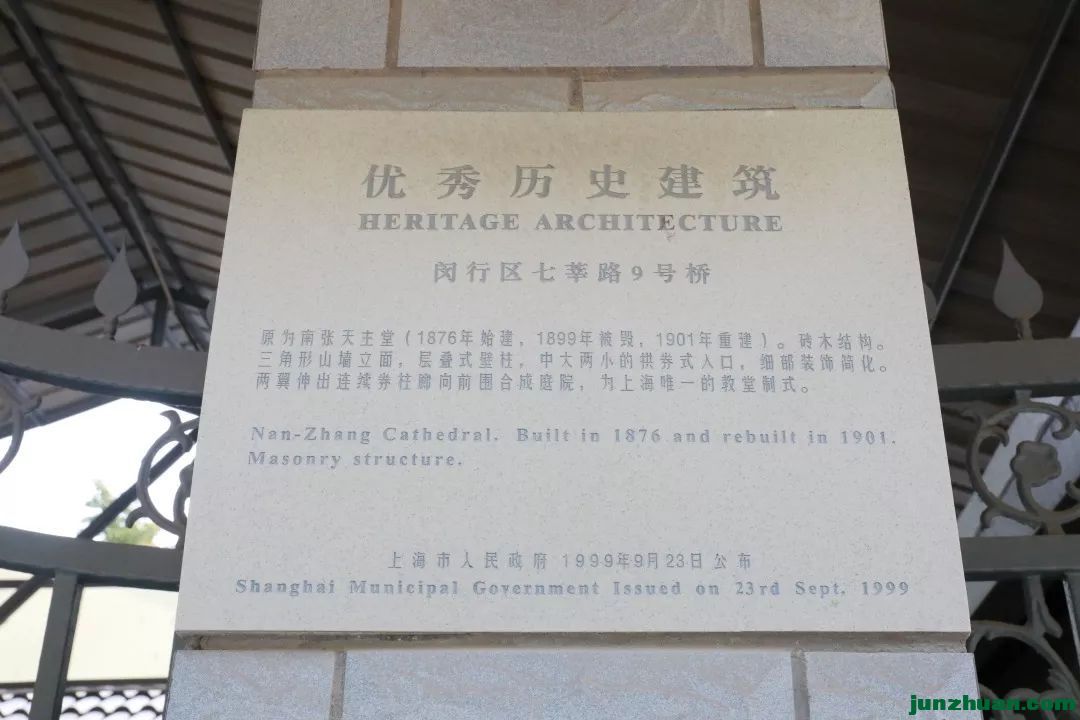 优秀历史建筑
HERITAGE ARCHITECTURE
闵行区七莘路9号桥
原为南张天主堂(1876年始建,1899年被毁,1901年重建)。砖木结构。
三角形山墙立面,层叠式壁柱,中大两小的拱券式入口,细部装饰简化。
两翼伸出连续券柱廊向前围合成庭院,为上海唯一的教堂制式。
Nan-Zhang Cathedral. Built in 1876 and rebuilt in 1901.
Masonry structure.
上海市人民政府 1999年9月23日公布
Shanghai Municipal Government Issued on 23rd Sept. 1999
junzhuan.com